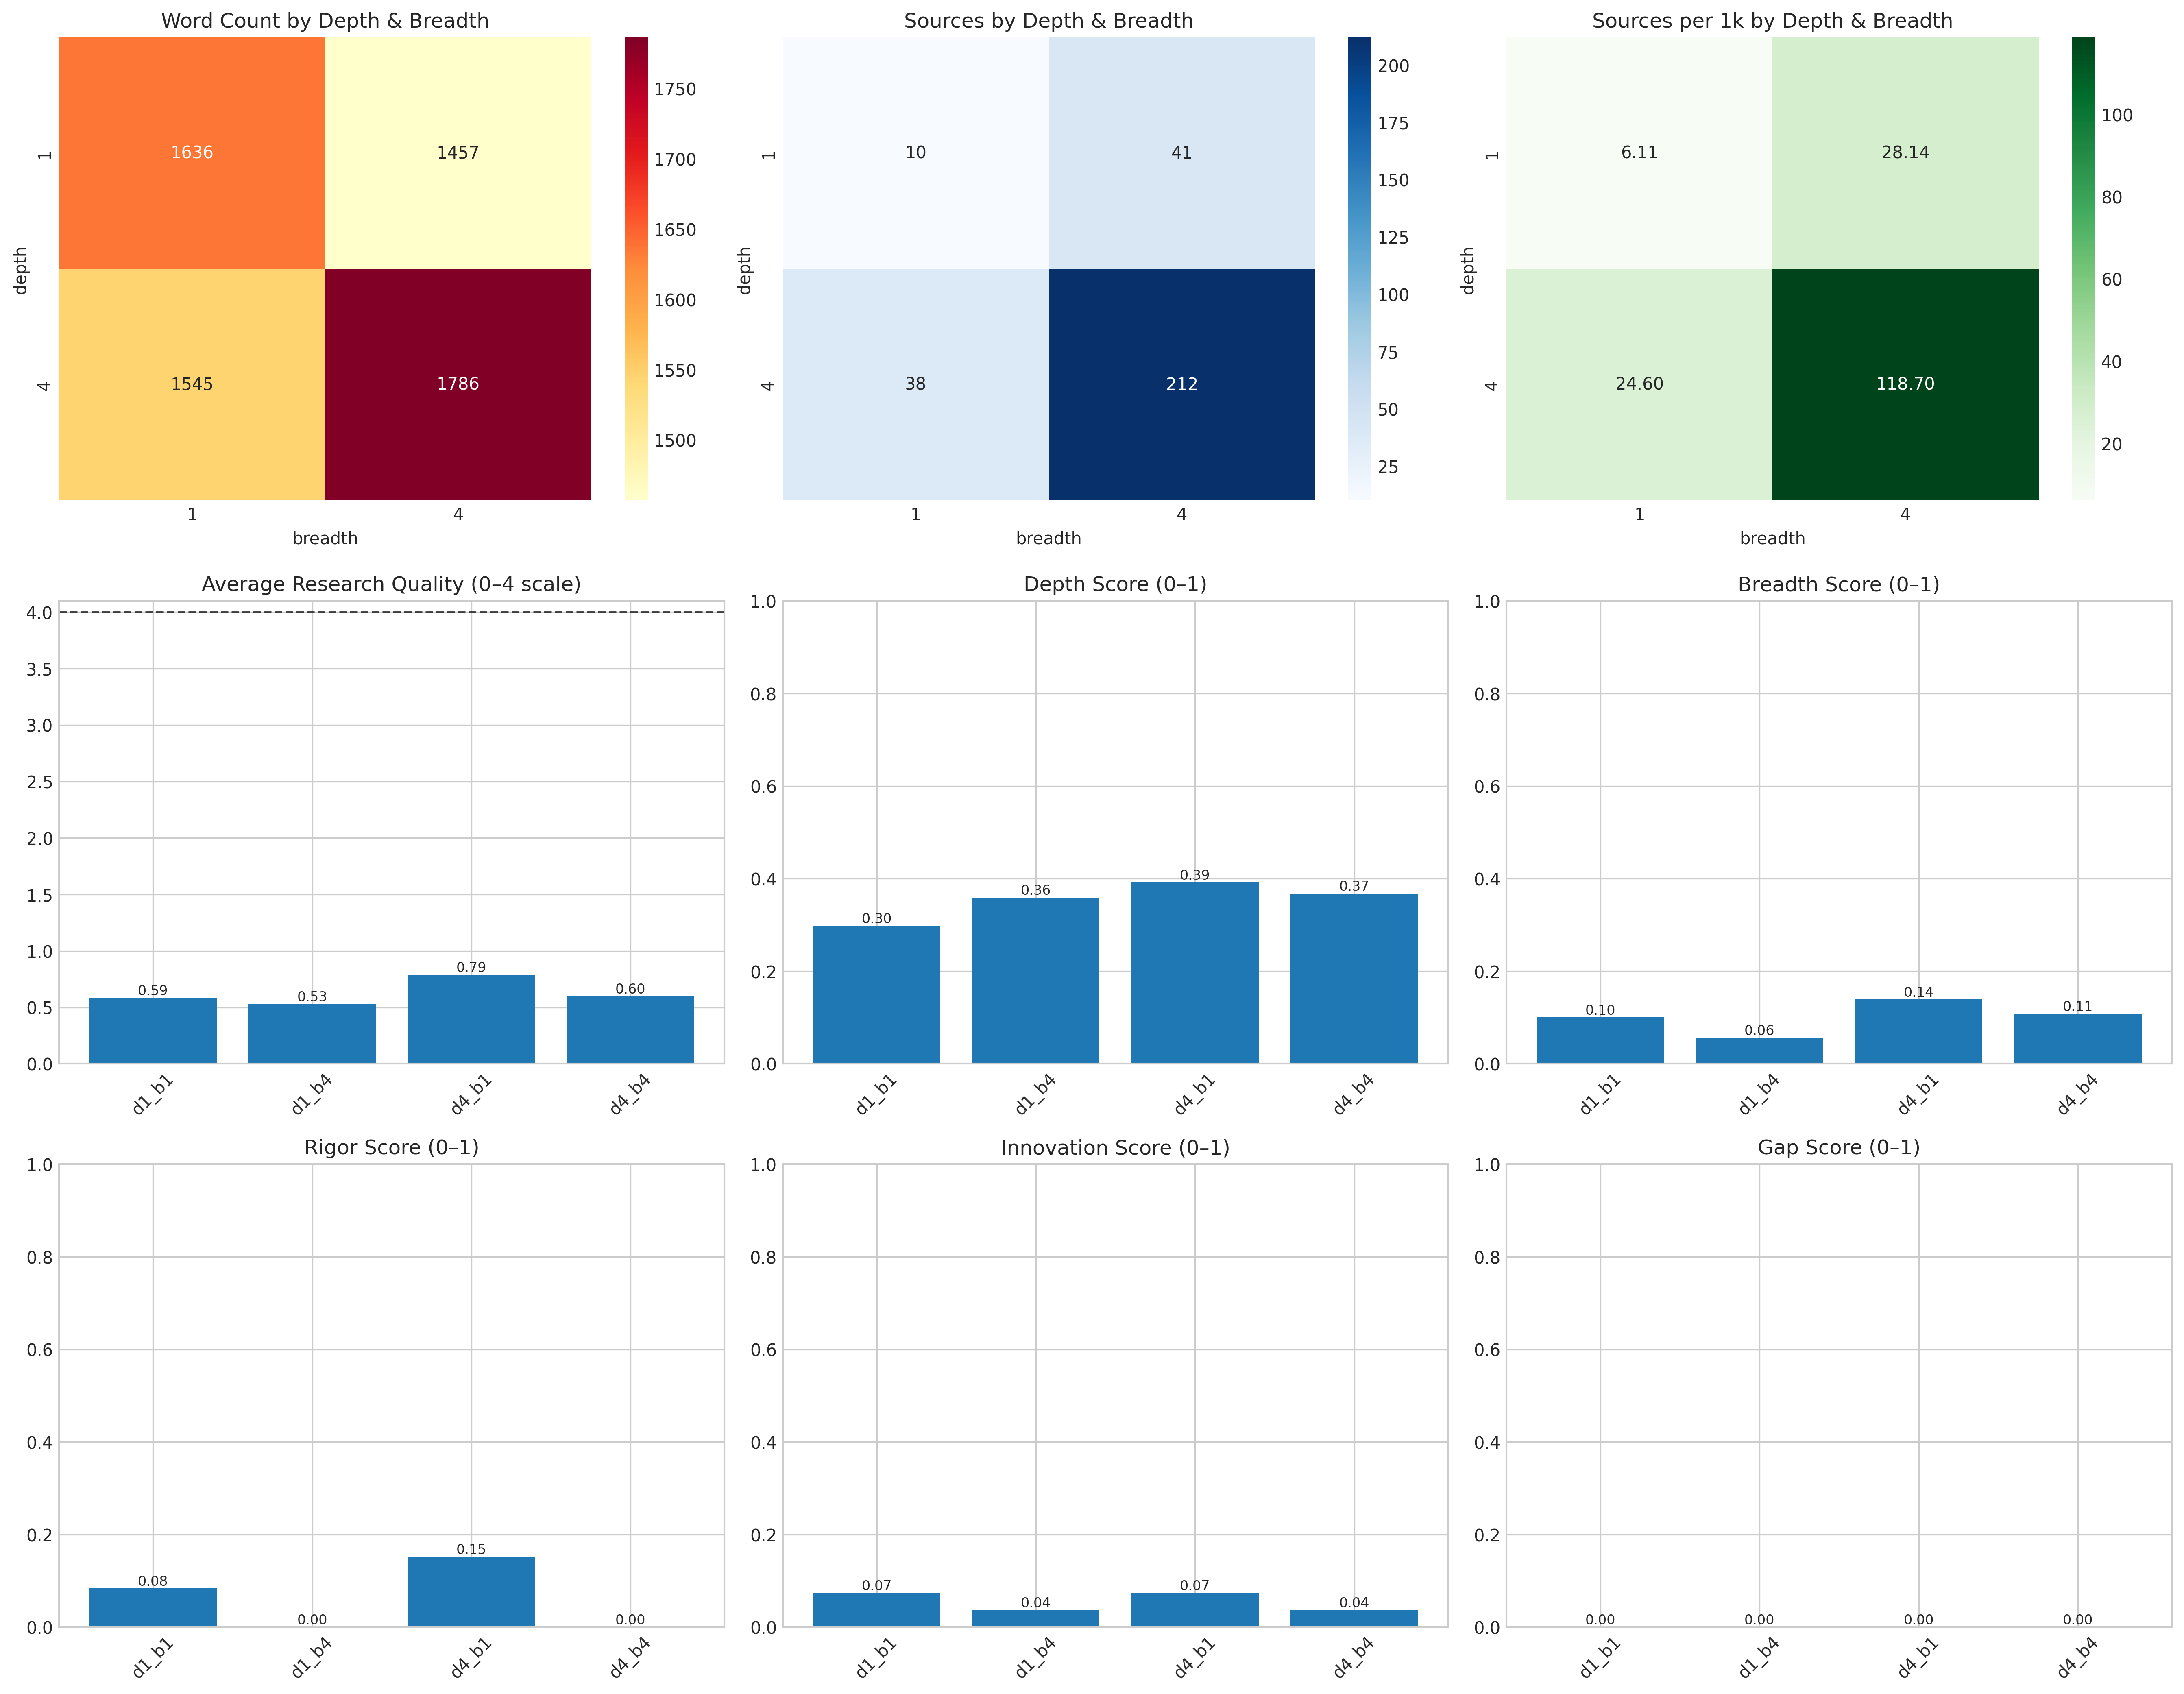 Word Count by Depth & Breadth
1636 1457
1545 1786
1
4
depth
1 4
breadth
1750
1700
1650
1600
1550
1500
Sources by Depth & Breadth
10 41
38 212
1
4
depth
1 4
breadth
200
175
150
125
100
75
50
25
Sources per 1k by Depth & Breadth
6.11 28.14
24.60 118.70
1
4
depth
1 4
breadth
100
80
60
40
20
Average Research Quality (0–4 scale)
4.0
3.5
3.0
2.5
2.0
1.5
1.0
0.5
0.0
0.59 0.53 0.79 0.60
d1_b1 d1_b4 d4_b1 d4_b4
Depth Score (0–1)
1.0
0.8
0.6
0.4
0.2
0.0
0.30 0.36 0.39 0.37
d1_b1 d1_b4 d4_b1 d4_b4
Breadth Score (0–1)
1.0
0.8
0.6
0.4
0.2
0.0
0.10 0.06 0.14 0.11
d1_b1 d1_b4 d4_b1 d4_b4
Rigor Score (0–1)
1.0
0.8
0.6
0.4
0.2
0.0
0.08 0.00 0.15 0.00
d1_b1 d1_b4 d4_b1 d4_b4
Innovation Score (0–1)
1.0
0.8
0.6
0.4
0.2
0.0
0.07 0.04 0.07 0.04
d1_b1 d1_b4 d4_b1 d4_b4
Gap Score (0–1)
1.0
0.8
0.6
0.4
0.2
0.0
0.00 0.00 0.00 0.00
d1_b1 d1_b4 d4_b1 d4_b4